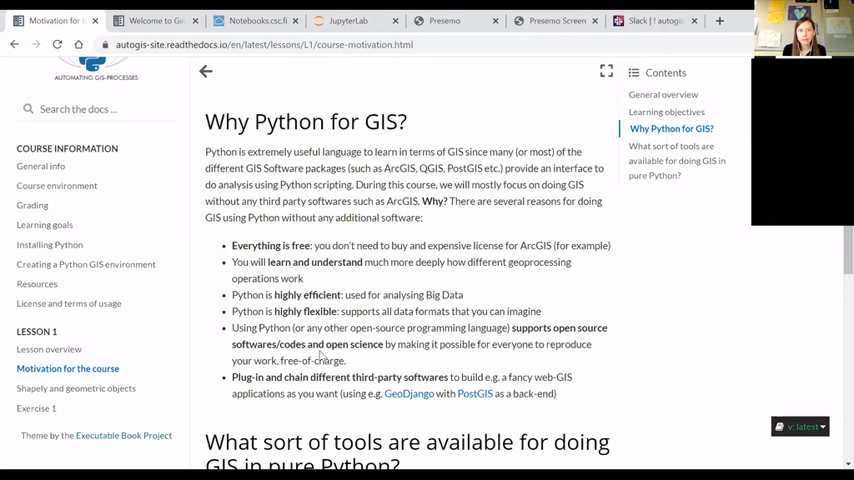 Motivation for t
Welcome to Ge
Notebooks.csc.fi
JupyterLab
Presemo
Presemo Screen
Slack | ! autogis
autogis-site.readthedocs.io/en/latest/lessons/L1/course-motivation.html
AUTOMATING GIS-PROCESSES
Search the docs ...
COURSE INFORMATION
General info
Course environment
Grading
Learning goals
Installing Python
Creating a Python GIS environment
Resources
License and terms of usage
LESSON 1
Lesson overview
Motivation for the course
Shapely and geometric objects
Exercise 1
Theme by the Executable Book Project
Why Python for GIS?
Python is extremely useful language to learn in terms of GIS since many (or most) of the
different GIS Software packages (such as ArcGIS, QGIS, PostGIS etc.) provide an interface to
do analysis using Python scripting. During this course, we will mostly focus on doing GIS
without any third party softwares such as ArcGIS. Why? There are several reasons for doing
GIS using Python without any additional software:
• Everything is free: you don't need to buy and expensive license for ArcGIS (for example)
• You will learn and understand much more deeply how different geoprocessing
operations work
• Python is highly efficient: used for analysing Big Data
• Python is highly flexible: supports all data formats that you can imagine
• Using Python (or any other open-source programming language) supports open source
softwares/codes and open science by making it possible for everyone to reproduce
your work, free-of-charge.
• Plug-in and chain different third-party softwares to build e.g. a fancy web-GIS
applications as you want (using e.g. GeoDjango with PostGIS as a back-end)
What sort of tools are available for doing
GIS in pure Python?
Contents
General overview
Learning objectives
Why Python for GIS?
What sort of tools are
available for doing GIS in
pure Python?
v: latest